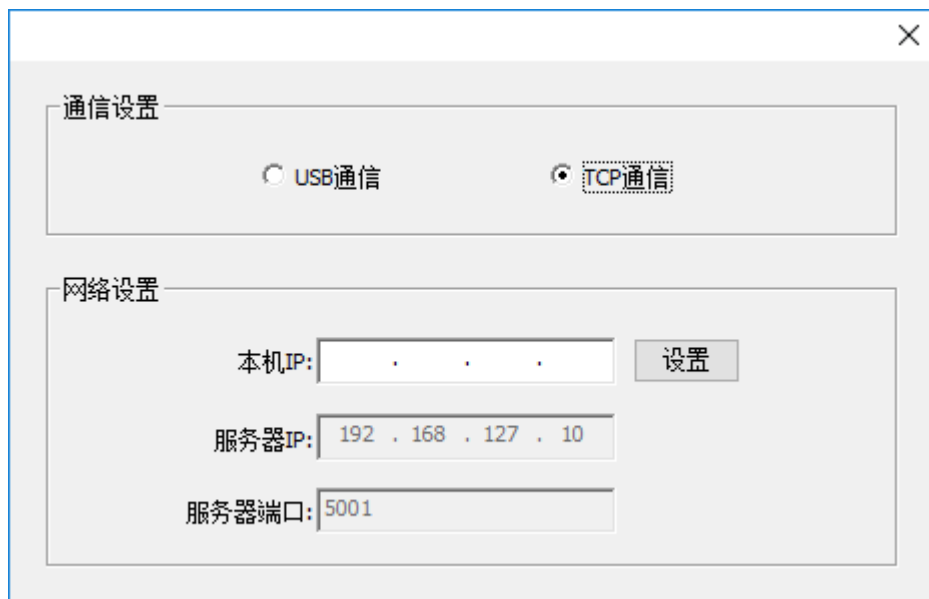 通信设置
USB通信 TCP通信
网络设置
本机IP: . . . 设置
服务器IP: 192 . 168 . 127 . 10
服务器端口: 5001